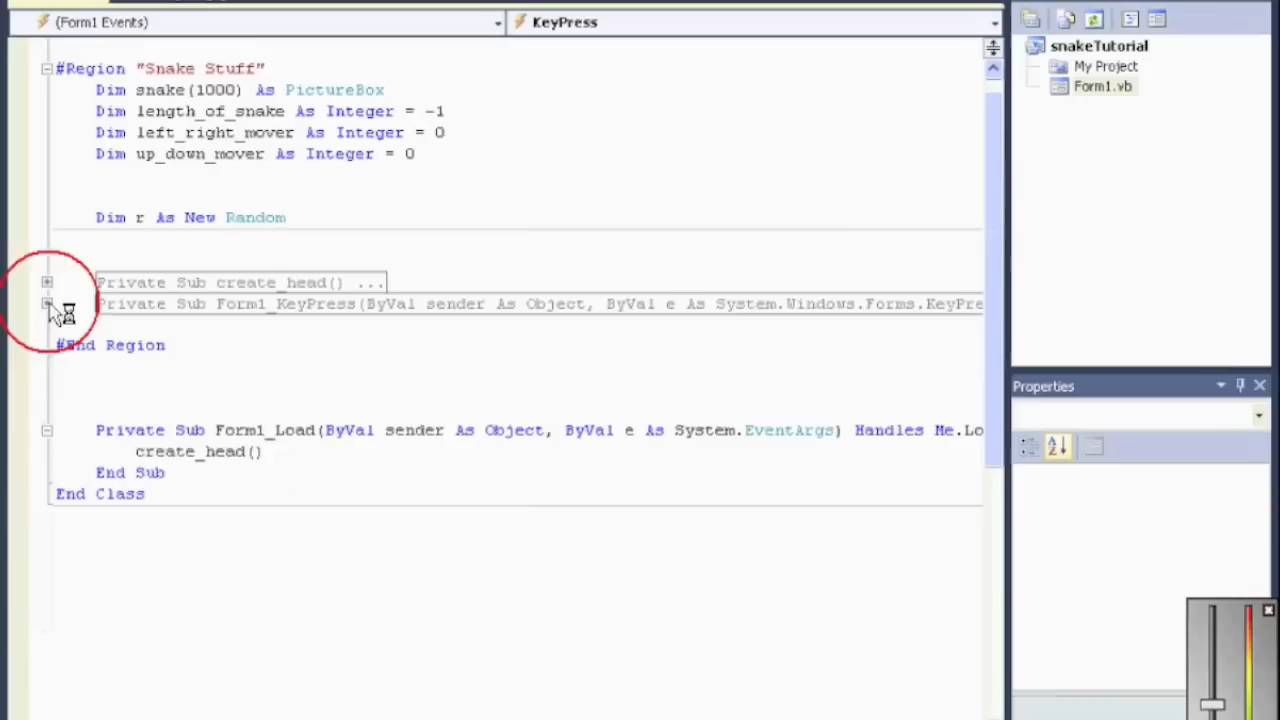 (Form1 Events)
KeyPress
#Region "Snake Stuff"
Dim snake(1000) As PictureBox
Dim length_of_snake As Integer = -1
Dim left_right_mover As Integer = 0
Dim up_down_mover As Integer = 0
Dim r As New Random
Private Sub create_head() ...
Private Sub Form1_KeyPress(ByVal sender As Object, ByVal e As System.Windows.Forms.KeyPre
#End Region
Private Sub Form1_Load(ByVal sender As Object, ByVal e As System.EventArgs) Handles Me.Lo
create_head()
End Sub
End Class
snakeTutorial
My Project
Form1.vb
Properties